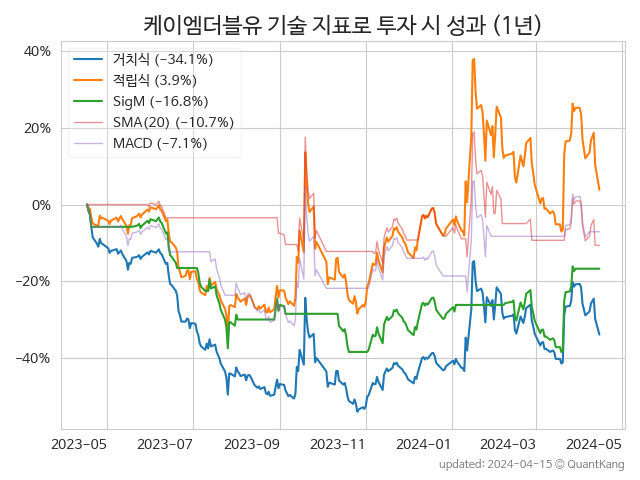 케이엠더블유 기술 지표로 투자 시 성과 (1년)
거치식 (−34.1%)
적립식 (3.9%)
SigM (−16.8%)
SMA(20) (−10.7%)
MACD (−7.1%)
40%
20%
0%
−20%
−40%
2023-05 2023-07 2023-09 2023-11 2024-01 2024-03 2024-05
updated: 2024-04-15 © QuantKang